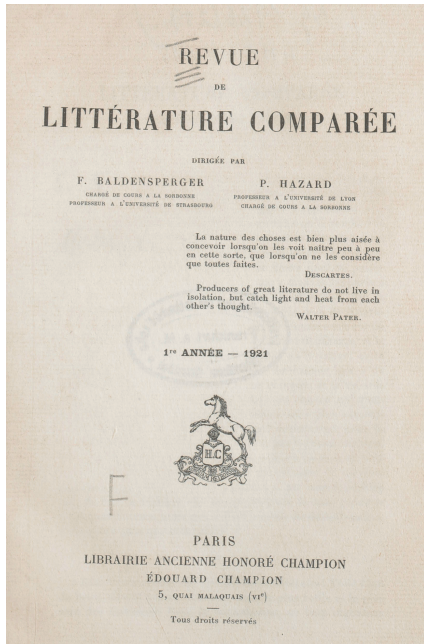 REVUE
DE
LITTÉRATURE COMPARÉE
DIRIGÉE PAR
F. BALDENSPERGER
CHARGÉ DE COURS A LA SORBONNE
PROFESSEUR A L'UNIVERSITÉ DE STRASBOURG
P. HAZARD
PROFESSEUR A L'UNIVERSITÉ DE LYON
CHARGÉ DE COURS A LA SORBONNE
La nature des choses est bien plus aisée à
concevoir lorsqu'on les voit naître peu à peu
en cette sorte, que lorsqu'on ne les considère
que toutes faites.
DESCARTES.
Producers of great literature do not live in
isolation, but catch light and heat from each
other's thought.
WALTER PATER.
1re ANNÉE — 1921
H.C
F
PARIS
LIBRAIRIE ANCIENNE HONORÉ CHAMPION
ÉDOUARD CHAMPION
5, QUAI MALAQUAIS (VIe)
Tous droits réservés